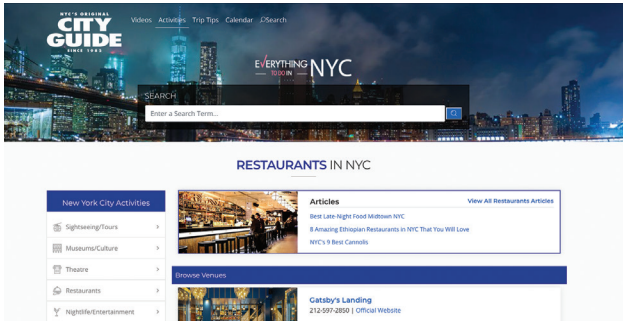 NYC'S ORIGINAL
CITY
GUIDE
SINCE 1982
Videos Activities Trip Tips Calendar Search
EVERYTHING
TO DO IN
NYC
SEARCH
Enter a Search Term...
RESTAURANTS IN NYC
New York City Activities
Sightseeing/Tours
Museums/Culture
Theatre
Restaurants
Nightlife/Entertainment
Articles
View All Restaurants Articles
Best Late-Night Food Midtown NYC
8 Amazing Ethiopian Restaurants in NYC That You Will Love
NYC's 9 Best Cannolis
Browse Venues
Gatsby's Landing
212-597-2850 | Official Website